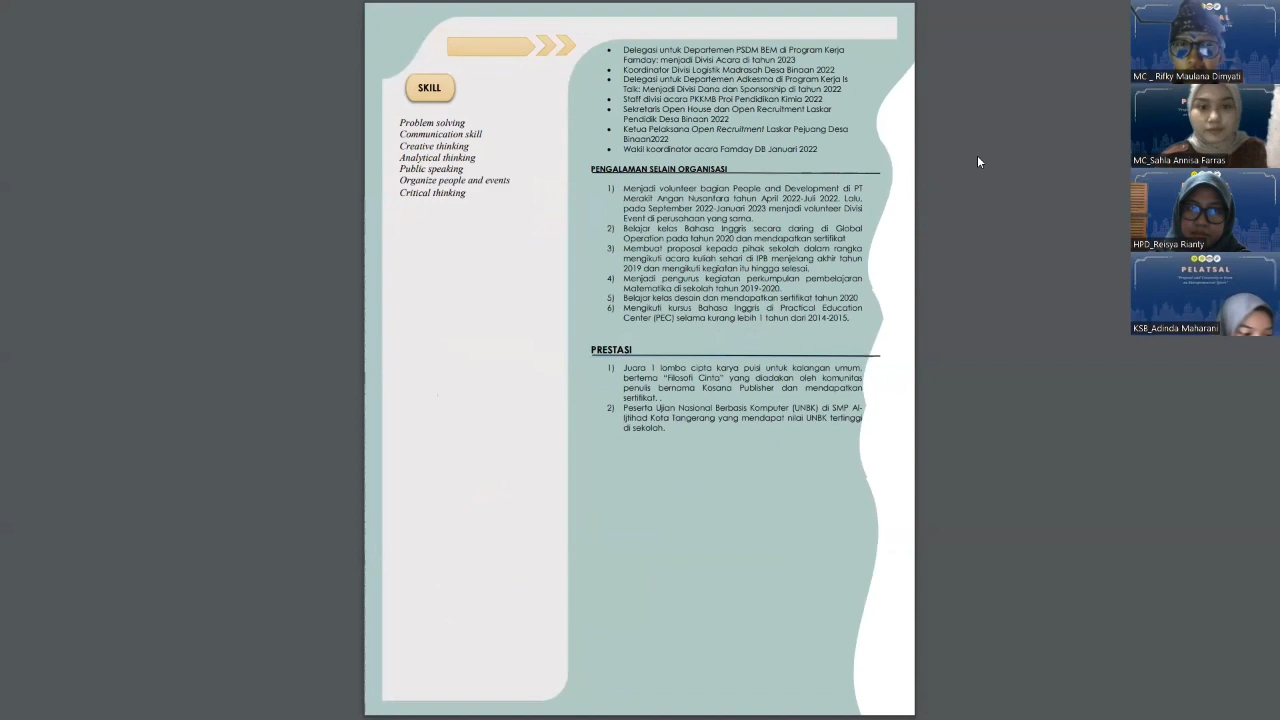 SKILL
Problem solving
Communication skill
Creative thinking
Analytical thinking
Public speaking
Organize people and events
Critical thinking
• Delegasi untuk Departemen PSDM BEM di Program Kerja
Famday: menjadi Divisi Acara di tahun 2023
• Koordinator Divisi Logistik Madrasah Desa Binaan 2022
• Delegasi untuk Departemen Adkesma di Program Kerja Is
Talk: Menjadi Divisi Dana dan Sponsorship di tahun 2022
• Staff divisi acara PKKMB Proi Pendidikan Kimia 2022
• Sekretaris Open House dan Open Recruitment Laskar
Pendidik Desa Binaan 2022
• Ketua Pelaksana Open Recruitment Laskar Pejuang Desa
Binaan2022
• Wakil koordinator acara Famday DB Januari 2022
PENGALAMAN SELAIN ORGANISASI
1) Menjadi volunteer bagian People and Development di PT
Merakit Angan Nusantara tahun April 2022-Juli 2022. Lalu,
pada September 2022-Januari 2023 menjadi volunteer Divisi
Event di perusahaan yang sama.
2) Belajar kelas Bahasa Inggris secara daring di Global
Operation pada tahun 2020 dan mendapatkan sertifikat
3) Membuat proposal kepada pihak sekolah dalam rangka
mengikuti acara kuliah sehari di IPB menjelang akhir tahun
2019 dan mengikuti kegiatan itu hingga selesai.
4) Menjadi pengurus kegiatan perkumpulan pembelajaran
Matematika di sekolah tahun 2019-2020.
5) Belajar kelas desain dan mendapatkan sertifikat tahun 2020
6) Mengikuti kursus Bahasa Inggris di Practical Education
Center (PEC) selama kurang lebih 1 tahun dari 2014-2015.
PRESTASI
1) Juara 1 lomba cipta karya puisi untuk kalangan umum,
bertema "Filosofi Cinta" yang diadakan oleh komunitas
penulis bernama Kosana Publisher dan mendapatkan
sertifikat. .
2) Peserta Ujian Nasional Berbasis Komputer (UNBK) di SMP Al-
Ijtihad Kota Tangerang yang mendapat nilai UNBK tertinggi
di sekolah.
MC _ Rifky Maulana Dimyati
MC_Sahla Annisa Farras
HPD_Reisya Rianty
PELATSAL
KSB_Adinda Maharani